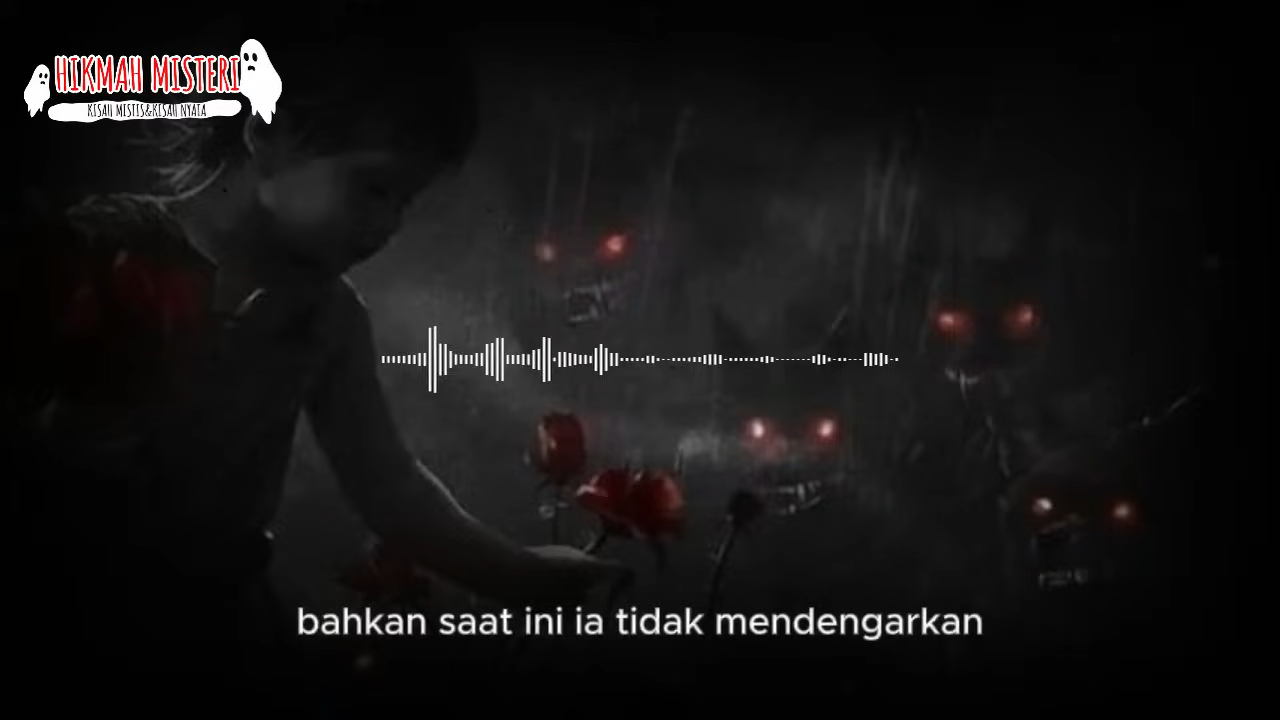 HIKMAH MISTERI
KISAH MISTIS&KISAH NYATA
bahkan saat ini ia tidak mendengarkan